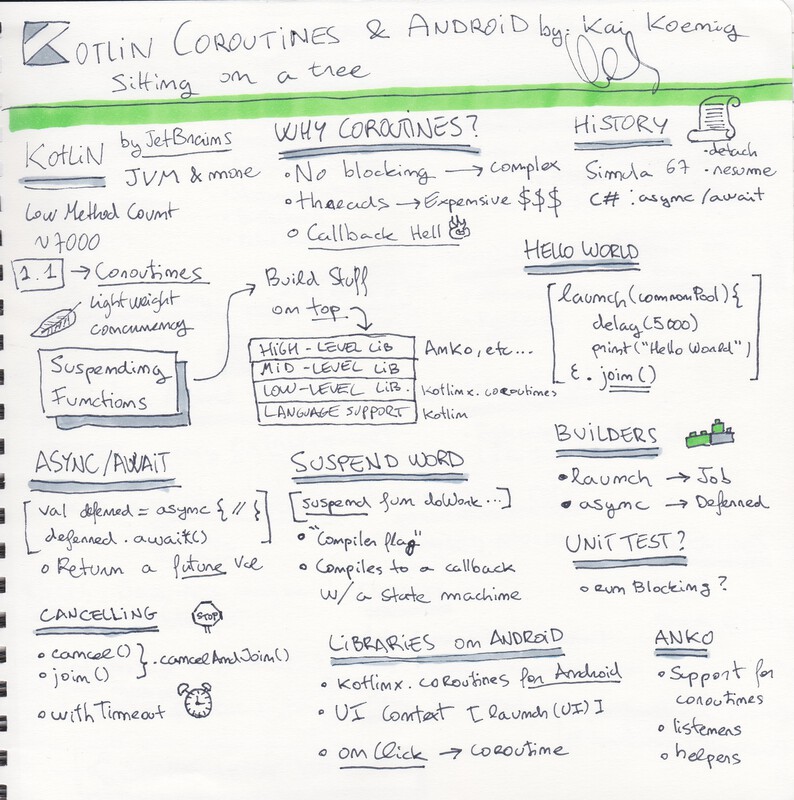 KOTLIN COROUTINES & ANDROID by: Kai Koenig
Sitting on a tree
KOTLIN by JetBrains
JVM & more
Low Method Count
~7000
1.1 → Coroutines
Lightweight
concurrency
Suspending
Functions
WHY COROUTINES?
• No blocking → complex
• threads → Expensive $$$
• Callback Hell
Build Stuff
on top
HIGH-LEVEL LIB Anko, etc...
MID-LEVEL LIB
LOW-LEVEL LIB. Kotlinx.coroutines
LANGUAGE SUPPORT Kotlin
HISTORY
Simula 67 • detach
• resume
C# : async/await
HELLO WORLD
launch(commonPool){
delay(5000)
print("Hello World")
}.join()
BUILDERS
• launch → Job
• async → Deferred
UNIT TEST?
• run Blocking?
ASYNC/AWAIT
val deferred = async { // }
deferred.await()
• Return a future val
SUSPEND WORD
[suspend fun doWork...]
• "Compiler flag"
• Compiles to a callback
w/ a state machine
CANCELLING
STOP
• cancel() } .cancelAndJoin()
• join()
• withTimeout
LIBRARIES on ANDROID
• Kotlinx.coroutines for Android
• UI Context [launch(UI)]
• onClick → coroutine
ANKO
• Support for
coroutines
• listeners
• helpers